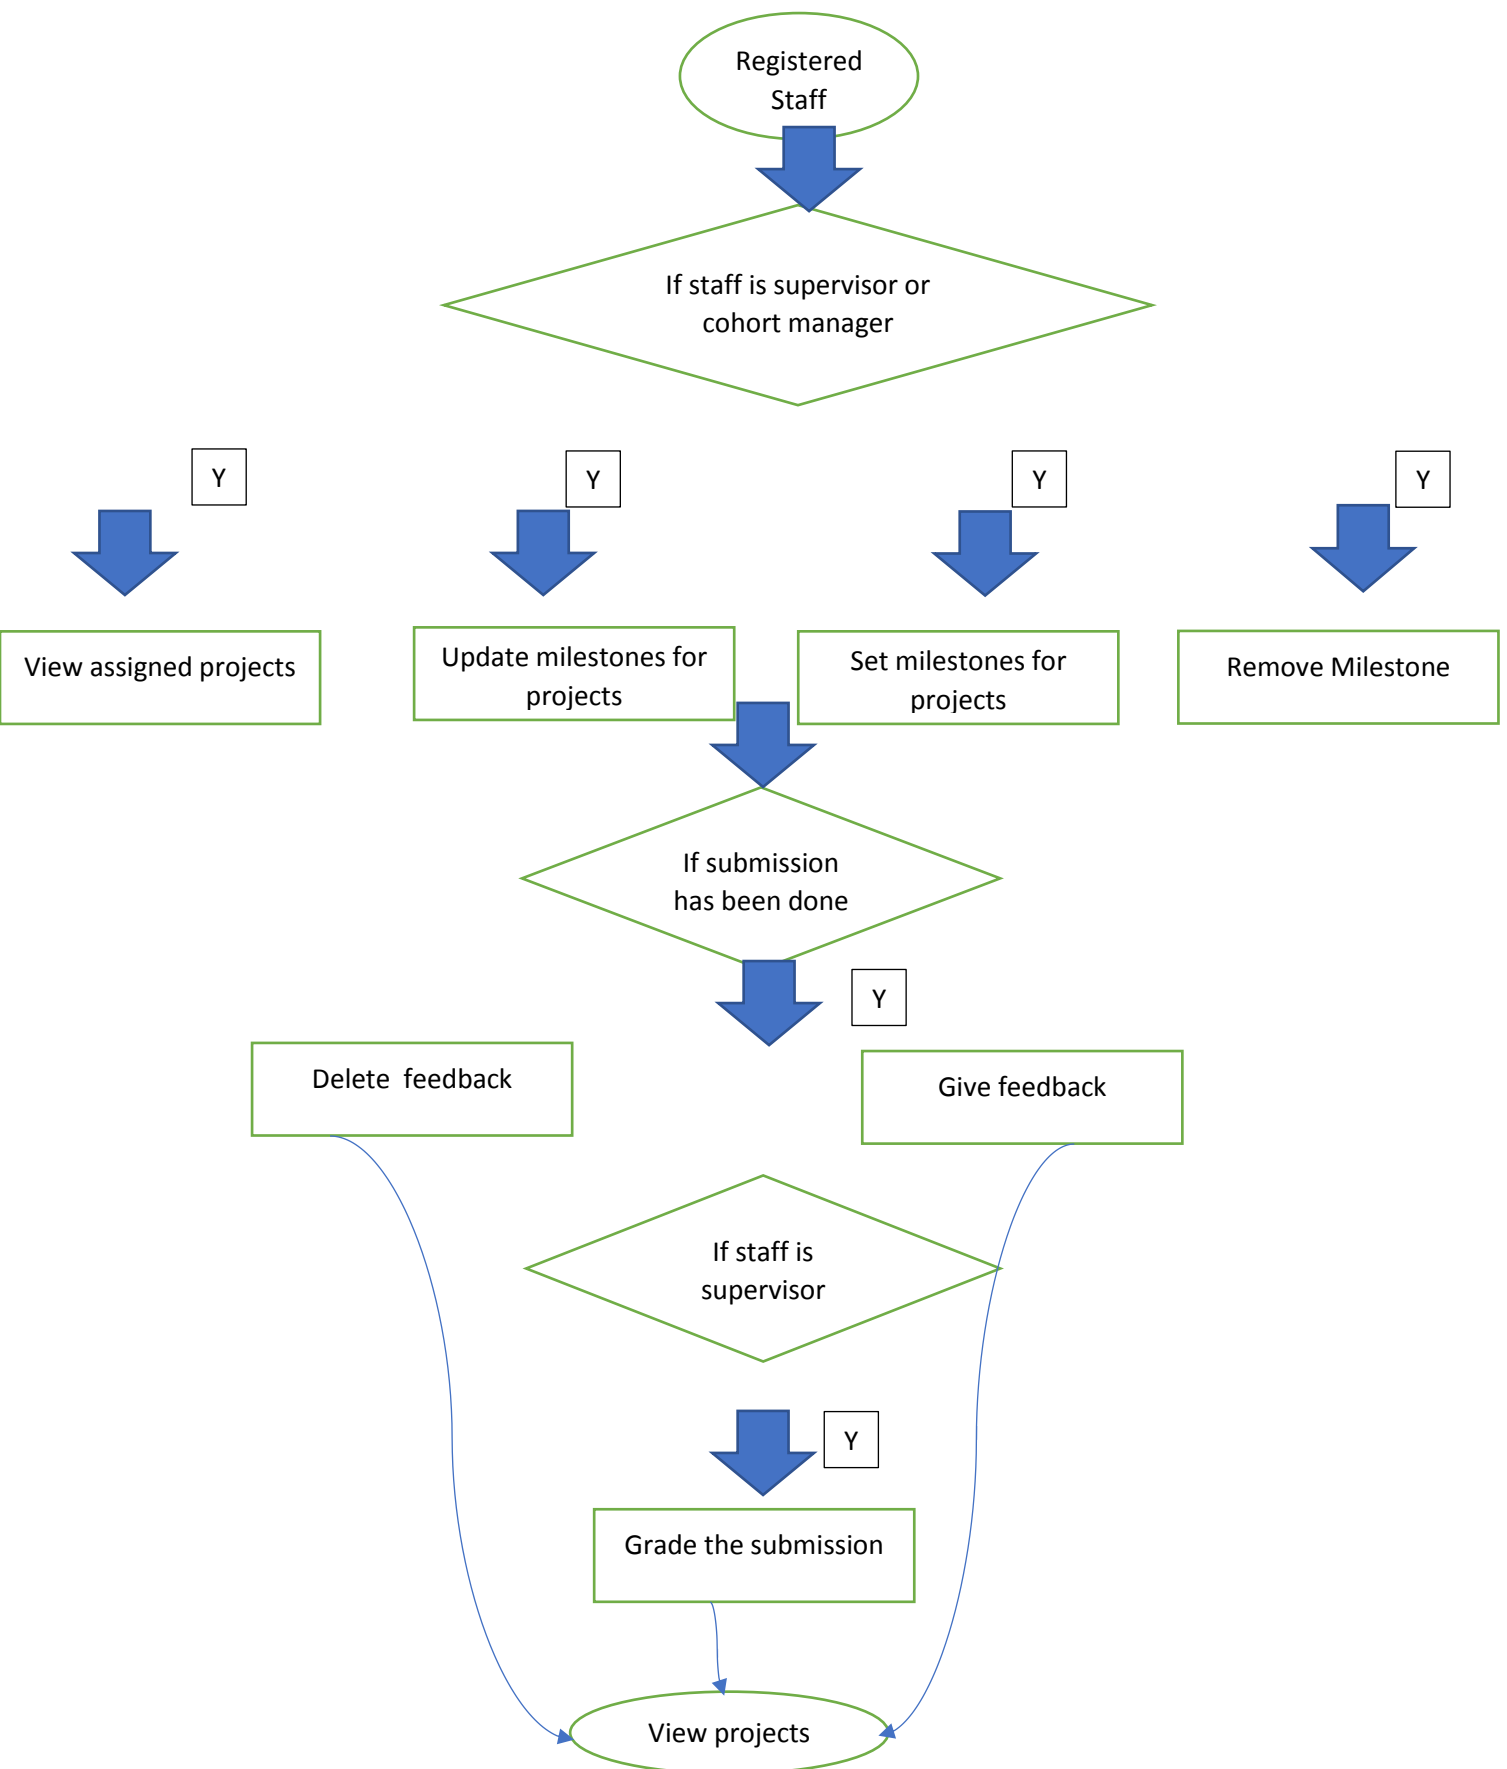 Registered
Staff
If staff is supervisor or
cohort manager
Y
Y
Y
Y
View assigned projects
Update milestones for
projects
Set milestones for
projects
Remove Milestone
If submission
has been done
Y
Delete  feedback
Give feedback
If staff is
supervisor
Y
Grade the submission
View projects